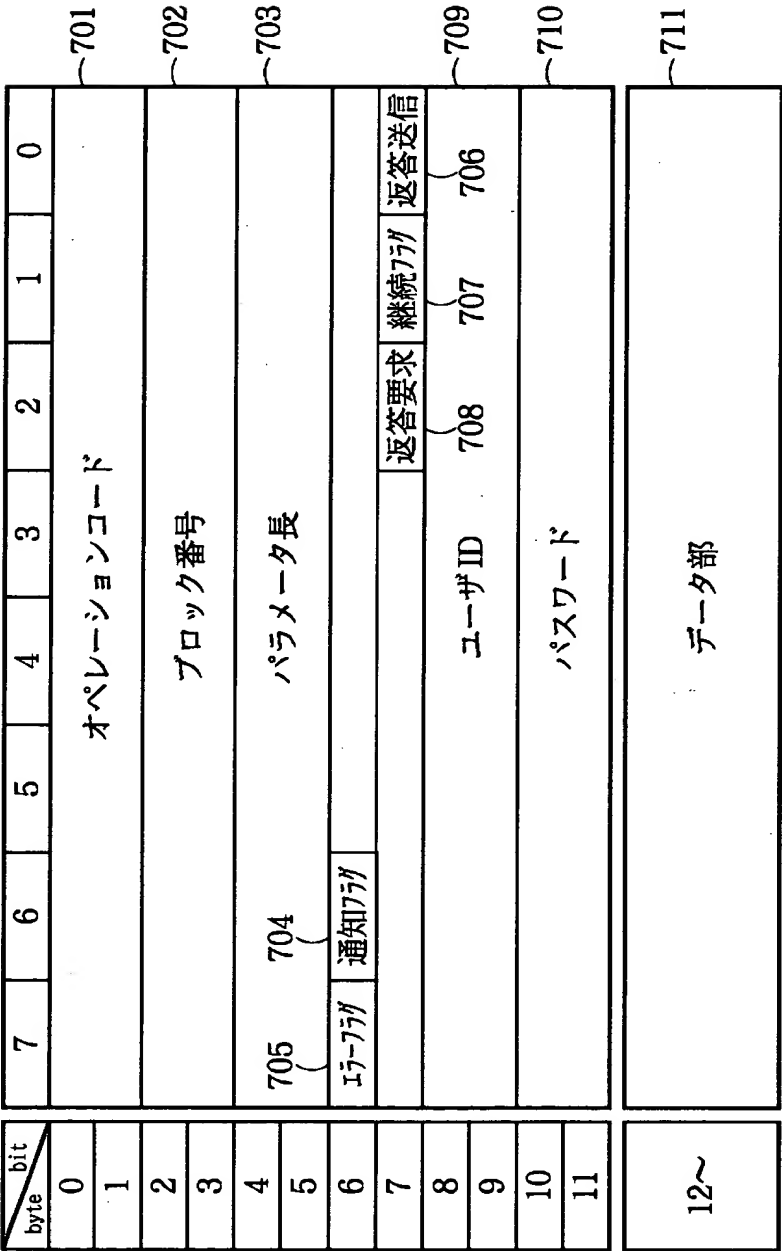 bit
byte
7 6 5 4 3 2 1 0
0
オペレーションコード
701
1
2
ブロック番号
702
3
4
パラメータ長
703
5
705
704
6
エラーフラグ
通知フラグ
7
返答要求
継続フラグ
返答送信
708
707
706
8
ユーザID
709
9
10
パスワード
710
11
12〜
データ部
711